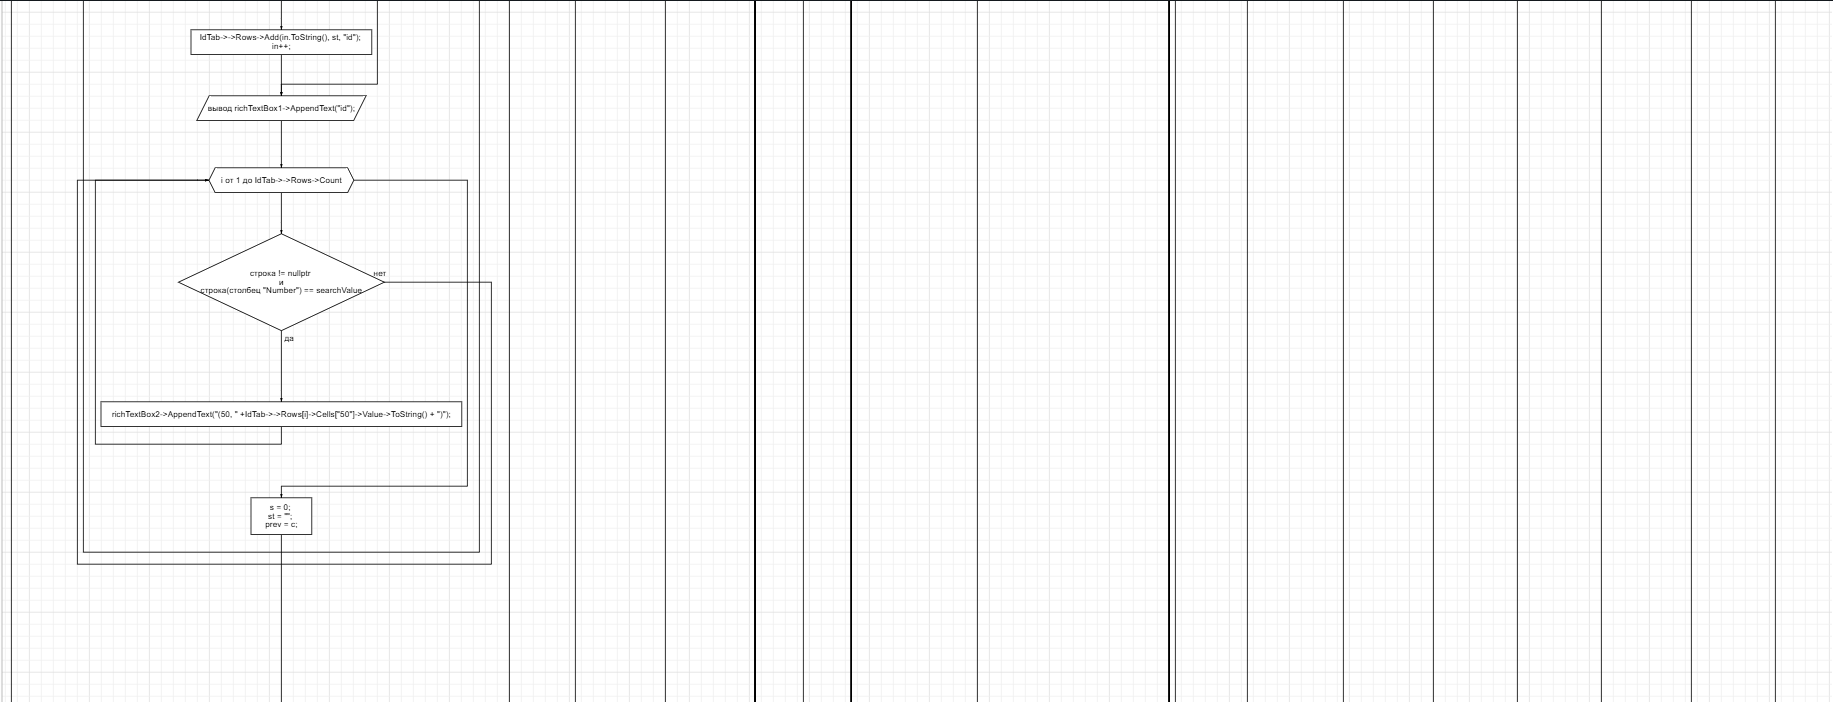 IdTab->->Rows->Add(in.ToString(), st, "id");
in++;
вывод richTextBox1->AppendText("id");
i от 1 до IdTab->->Rows->Count
строка != nullptr
и
строка(столбец "Number") == searchValue
нет
да
richTextBox2->AppendText("(50, " +IdTab->->Rows[i]->Cells["50"]->Value->ToString() + ")");
s = 0;
st = "";
prev = c;